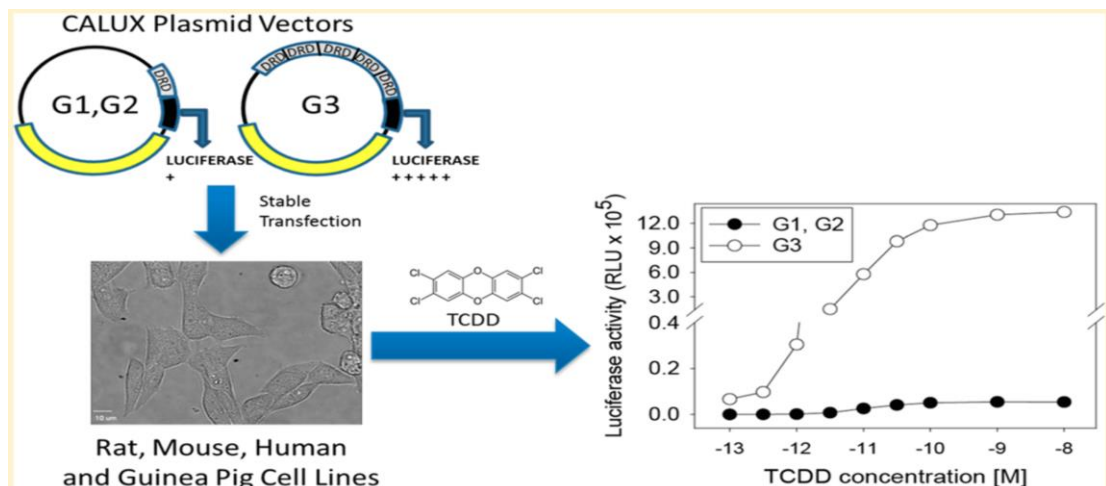 CALUX Plasmid Vectors
DRD
G1,G2
LUCIFERASE
+
DRD DRD DRD DRD DRD
G3
LUCIFERASE
+ + + + +
Stable
Transfection
10 um
Rat, Mouse, Human
and Guinea Pig Cell Lines
Cl
O
Cl
Cl
O
Cl
TCDD
Luciferase activity (RLU x 10⁵)
12.0
9.0
6.0
3.0
0.4
0.2
0.0
G1, G2
G3
-13 -12 -11 -10 -9 -8
TCDD concentration [M]